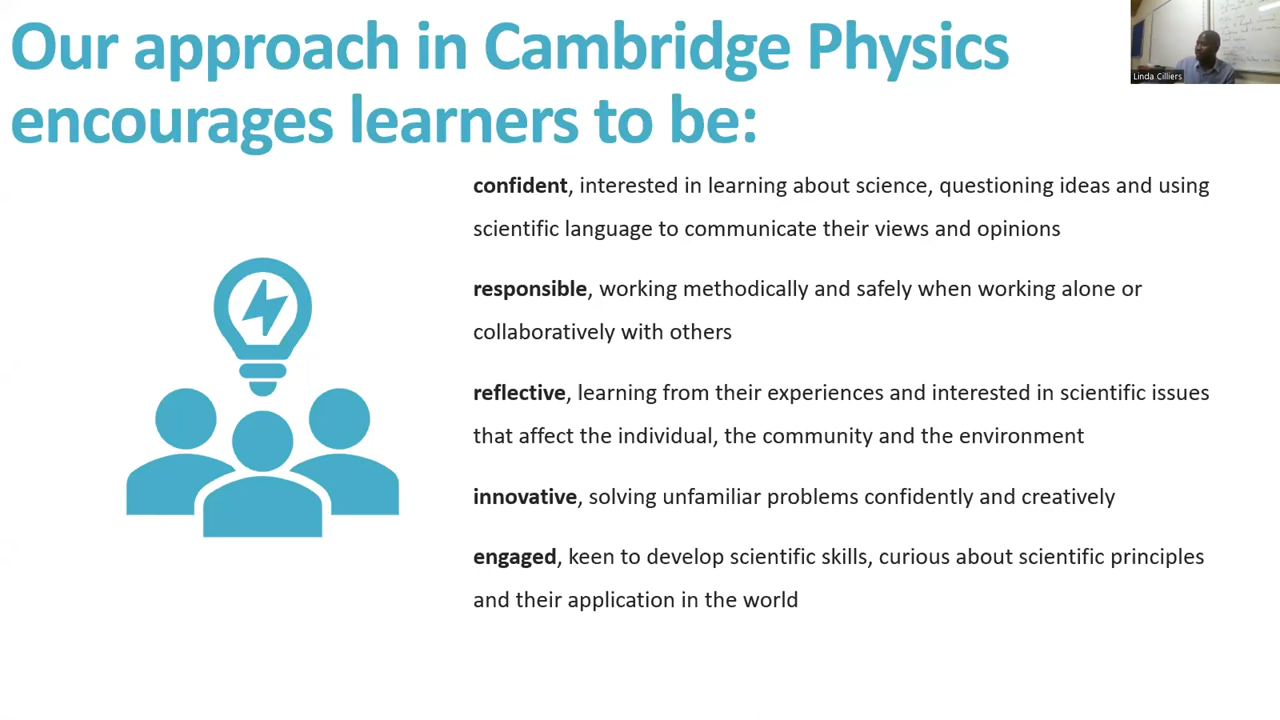 Our approach in Cambridge Physics
encourages learners to be:
Linda Cilliers
confident, interested in learning about science, questioning ideas and using
scientific language to communicate their views and opinions
responsible, working methodically and safely when working alone or
collaboratively with others
reflective, learning from their experiences and interested in scientific issues
that affect the individual, the community and the environment
innovative, solving unfamiliar problems confidently and creatively
engaged, keen to develop scientific skills, curious about scientific principles
and their application in the world